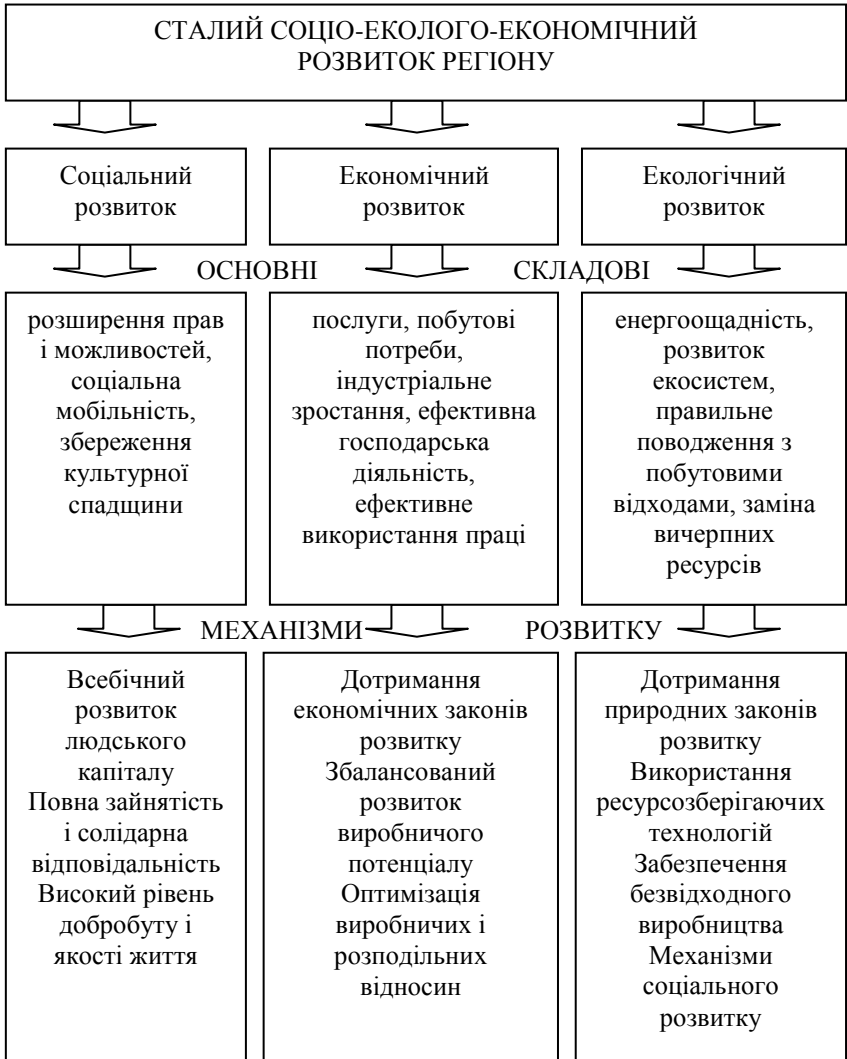 СТАЛИЙ СОЦІО-ЕКОЛОГО-ЕКОНОМІЧНИЙ
РОЗВИТОК РЕГІОНУ
Соціальний
розвиток
Економічний
розвиток
Екологічний
розвиток
ОСНОВНІ СКЛАДОВІ
розширення прав
і можливостей,
соціальна
мобільність,
збереження
культурної
спадщини
послуги, побутові
потреби,
індустріальне
зростання, ефективна
господарська
діяльність,
ефективне
використання праці
енергоощадність,
розвиток
екосистем,
правильне
поводження з
побутовими
відходами, заміна
вичерпних
ресурсів
МЕХАНІЗМИ РОЗВИТКУ
Всебічний
розвиток
людського
капіталу
Повна зайнятість
і солідарна
відповідальність
Високий рівень
добробуту і
якості життя
Дотримання
економічних законів
розвитку
Збалансований
розвиток
виробничого
потенціалу
Оптимізація
виробничих і
розподільних
відносин
Дотримання
природних законів
розвитку
Використання
ресурсозберігаючих
технологій
Забезпечення
безвідходного
виробництва
Механізми
соціального
розвитку